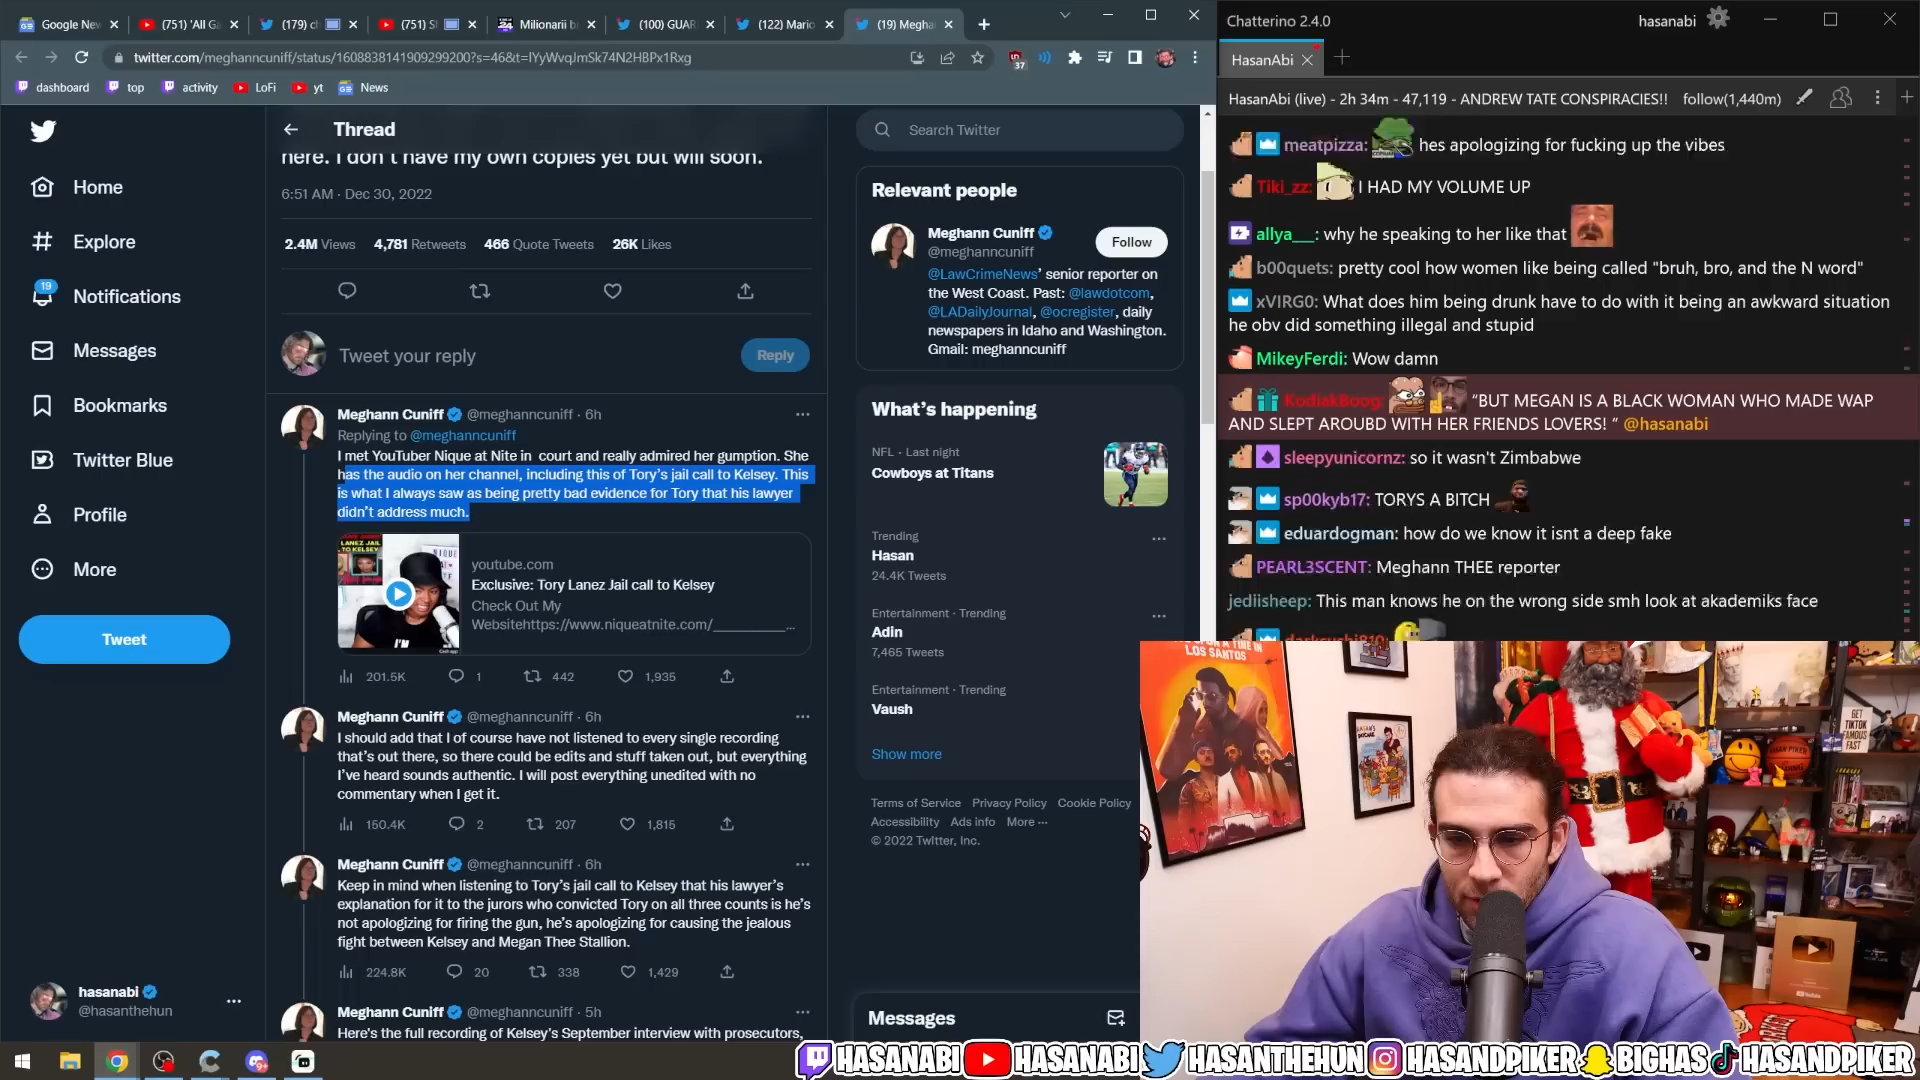 Google New
(751) 'All Ga
(179) ch
(751) S
Milionarii b
(100) GUAR
(122) Mario
(19) Megha
twitter.com/meghanncuniff/status/1608838141909299200?s=46&t=IYyWvqJmSk74N2HBPx1Rxg
37
dashboard
top
activity
LoFi
yt
News
Thread
here. I don't have my own copies yet but will soon.
6:51 AM · Dec 30, 2022
2.4M Views 4,781 Retweets 466 Quote Tweets 26K Likes
Tweet your reply
Reply
Home
Explore
19
Notifications
Messages
Bookmarks
Twitter Blue
Profile
More
Tweet
hasanabi
@hasanthehun
Meghann Cuniff @meghanncuniff · 6h
Replying to @meghanncuniff
I met YouTuber Nique at Nite in court and really admired her gumption. She
has the audio on her channel, including this of Tory's jail call to Kelsey. This
is what I always saw as being pretty bad evidence for Tory that his lawyer
didn't address much.
LANEZ JAIL
TO KELSEY
I'M
youtube.com
Exclusive: Tory Lanez Jail call to Kelsey
Check Out My
Websitehttps://www.niqueatnite.com/__________...
201.5K 1 442 1,935
Meghann Cuniff @meghanncuniff · 6h
I should add that I of course have not listened to every single recording
that's out there, so there could be edits and stuff taken out, but everything
I've heard sounds authentic. I will post everything unedited with no
commentary when I get it.
150.4K 2 207 1,815
Meghann Cuniff @meghanncuniff · 6h
Keep in mind when listening to Tory's jail call to Kelsey that his lawyer's
explanation for it to the jurors who convicted Tory on all three counts is he's
not apologizing for firing the gun, he's apologizing for causing the jealous
fight between Kelsey and Megan Thee Stallion.
224.8K 20 338 1,429
Meghann Cuniff @meghanncuniff · 5h
Here's the full recording of Kelsey's September interview with prosecutors,
Search Twitter
Relevant people
Meghann Cuniff
@meghanncuniff
Follow
@LawCrimeNews' senior reporter on
the West Coast. Past: @lawdotcom,
@LADailyJournal, @ocregister, daily
newspapers in Idaho and Washington.
Gmail: meghanncuniff
What's happening
NFL · Last night
Cowboys at Titans
Trending
Hasan
24.4K Tweets
Entertainment · Trending
Adin
7,465 Tweets
Entertainment · Trending
Vaush
Show more
Terms of Service Privacy Policy Cookie Policy
Accessibility Ads info More ···
© 2022 Twitter, Inc.
Messages
Chatterino 2.4.0
hasanabi
HasanAbi
HasanAbi (live) - 2h 34m - 47,119 - ANDREW TATE CONSPIRACIES!! follow(1,440m)
meatpizza: hes apologizing for fucking up the vibes
Tiki_zz: I HAD MY VOLUME UP
allya___: why he speaking to her like that
b00quets: pretty cool how women like being called "bruh, bro, and the N word"
xVIRG0: What does him being drunk have to do with it being an awkward situation
he obv did something illegal and stupid
MikeyFerdi: Wow damn
KodiakBoog: “BUT MEGAN IS A BLACK WOMAN WHO MADE WAP
AND SLEPT AROUBD WITH HER FRIENDS LOVERS! ” @hasanabi
sleepyunicornz: so it wasn't Zimbabwe
sp00kyb17: TORYS A BITCH
eduardogman: how do we know it isnt a deep fake
PEARL3SCENT: Meghann THEE reporter
jediisheep: This man knows he on the wrong side smh look at akademiks face
LOS SANTOS
GET
TIKTOK
FAMOUS
FAST
HASAN PIKER
HASANABI
HASANABI
HASANTHEHUN
HASANDPIKER
BIGHAS
HASANDPIKER